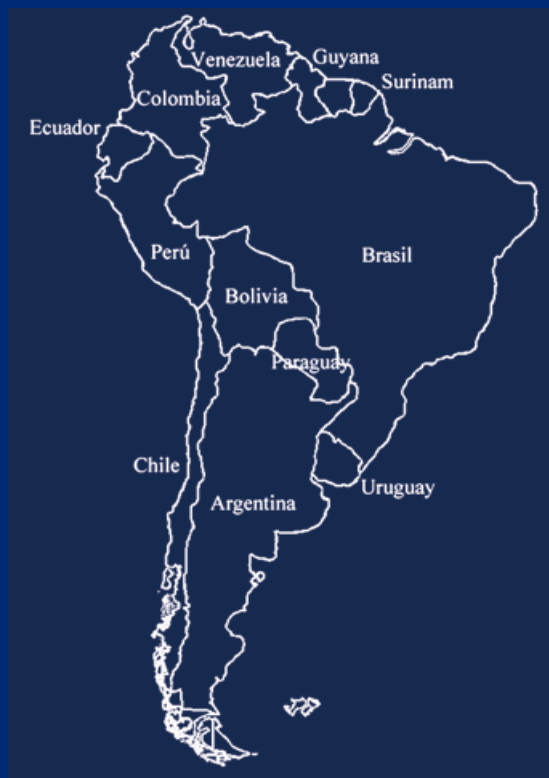 Venezuela
Guyana
Surinam
Colombia
Ecuador
Perú
Brasil
Bolivia
Paraguay
Chile
Uruguay
Argentina